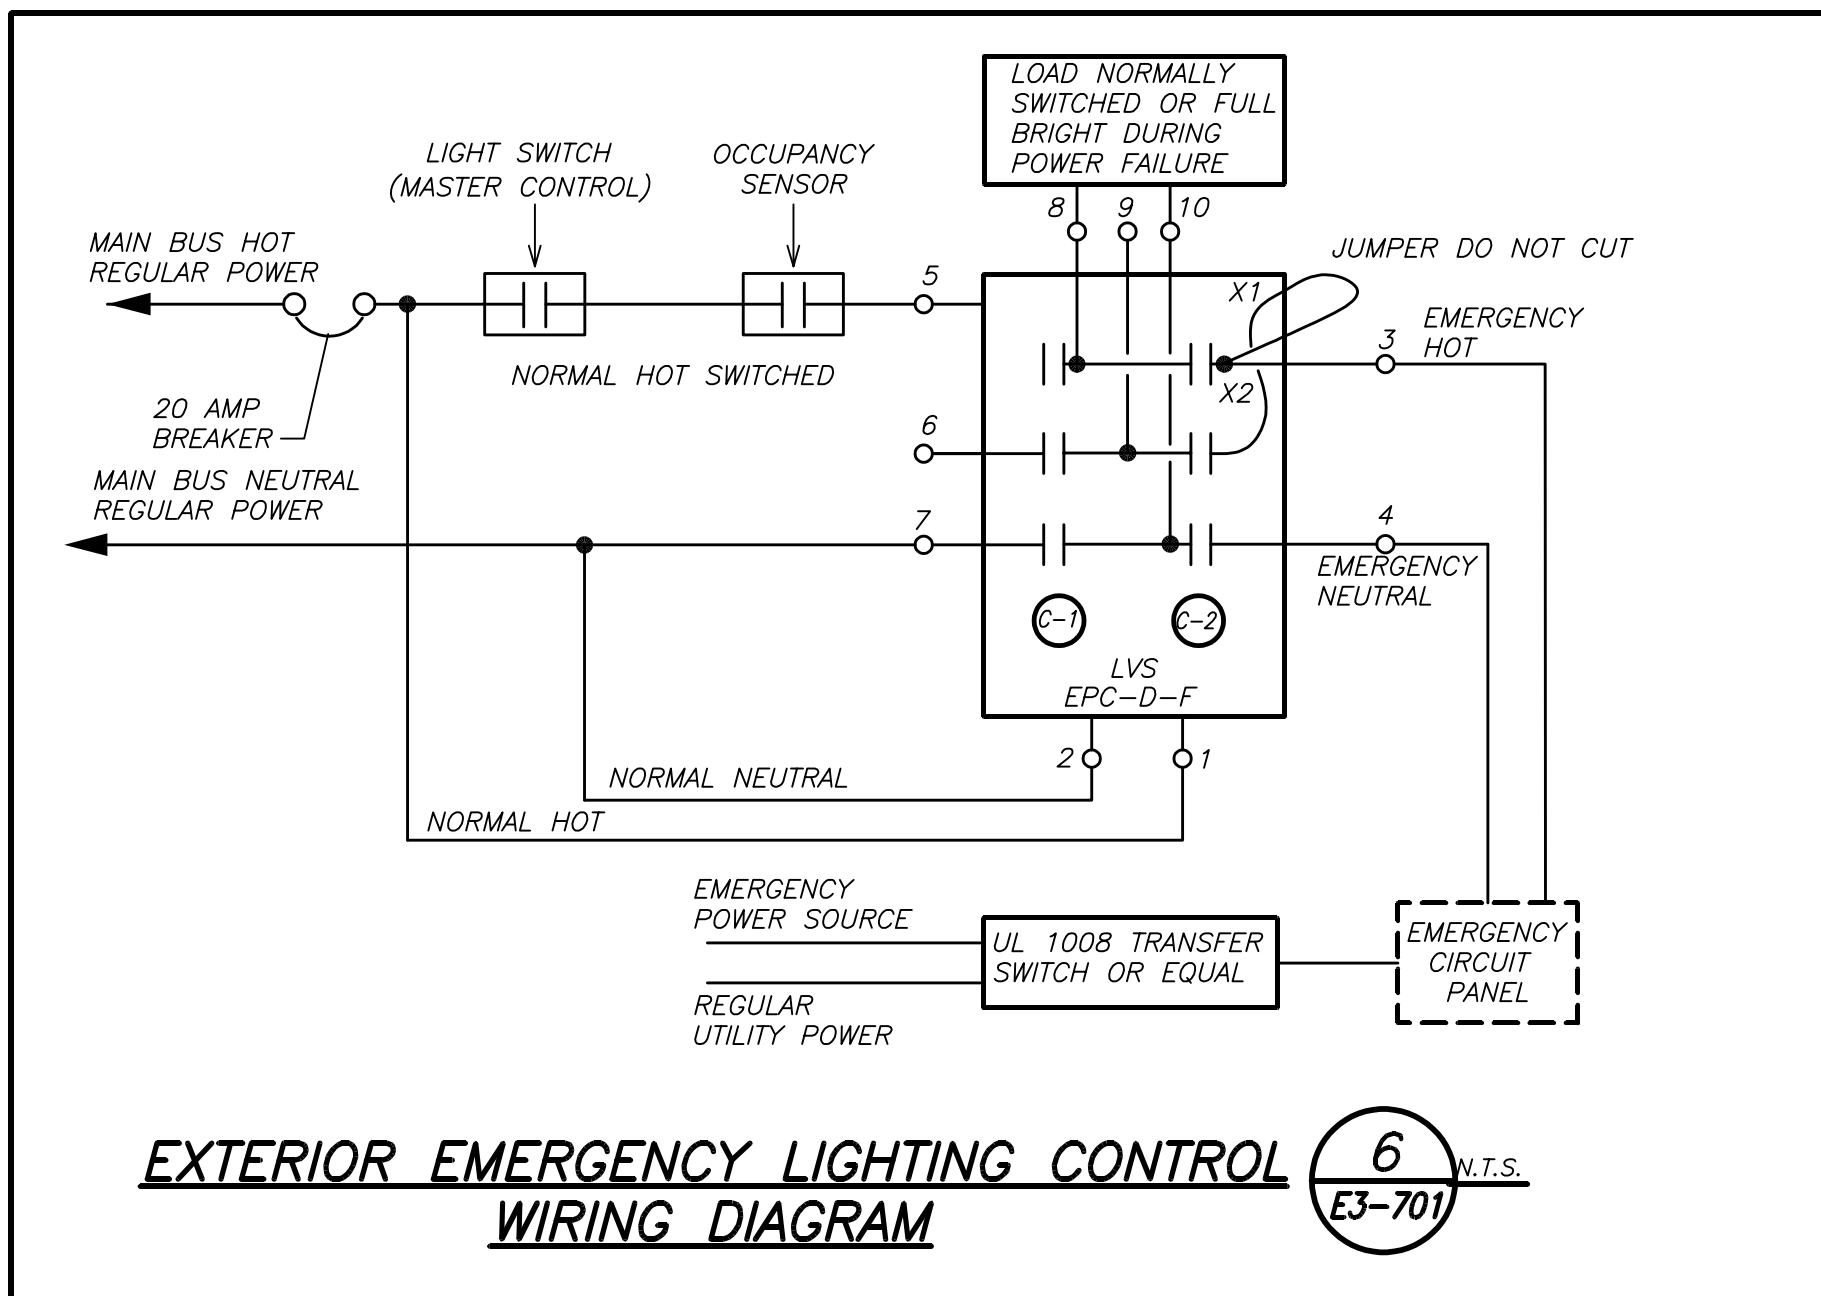 LOAD NORMALLY
SWITCHED OR FULL
BRIGHT DURING
POWER FAILURE
LIGHT SWITCH
(MASTER CONTROL)
OCCUPANCY
SENSOR
8
9
10
MAIN BUS HOT
REGULAR POWER
JUMPER DO NOT CUT
5
X1
EMERGENCY
HOT
3
NORMAL HOT SWITCHED
X2
20 AMP
BREAKER
6
MAIN BUS NEUTRAL
REGULAR POWER
7
4
EMERGENCY
NEUTRAL
C-1
C-2
LVS
EPC-D-F
2
1
NORMAL NEUTRAL
NORMAL HOT
EMERGENCY
POWER SOURCE
UL 1008 TRANSFER
SWITCH OR EQUAL
EMERGENCY
CIRCUIT
PANEL
REGULAR
UTILITY POWER
EXTERIOR EMERGENCY LIGHTING CONTROL
WIRING DIAGRAM
6
E3-701
N.T.S.